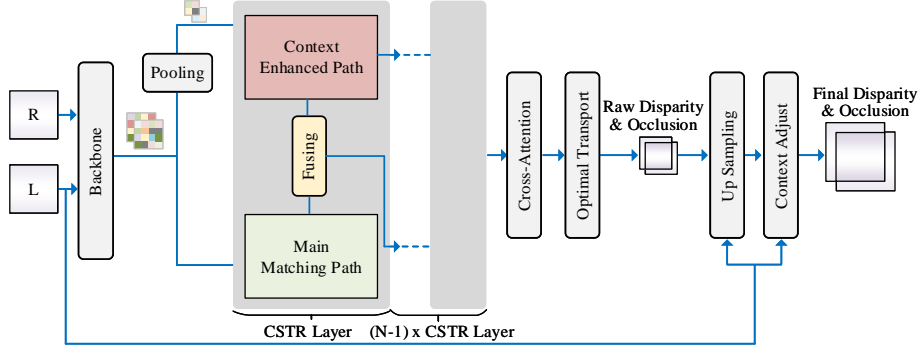 R
L
Backbone
Pooling
Context
Enhanced Path
Fusing
Main
Matching Path
CSTR Layer
(N-1) x CSTR Layer
Cross-Attention
Optimal Transport
Raw Disparity
& Occlusion
Up Sampling
Context Adjust
Final Disparity
& Occlusion